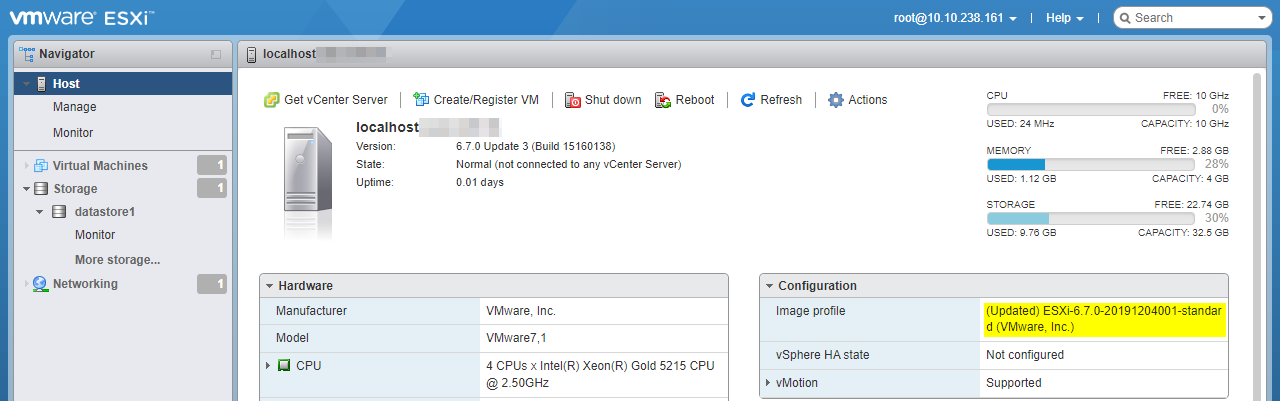 vmware ESXi™
root@10.10.238.161 | Help | Search
Navigator
Host
Manage
Monitor
Virtual Machines 1
Storage 1
datastore1
Monitor
More storage...
Networking 1
localhost
Get vCenter Server | Create/Register VM | Shut down Reboot | Refresh | Actions
localhost
Version: 6.7.0 Update 3 (Build 15160138)
State: Normal (not connected to any vCenter Server)
Uptime: 0.01 days
CPU FREE: 10 GHz
0%
USED: 24 MHz CAPACITY: 10 GHz
MEMORY FREE: 2.88 GB
28%
USED: 1.12 GB CAPACITY: 4 GB
STORAGE FREE: 22.74 GB
30%
USED: 9.76 GB CAPACITY: 32.5 GB
Hardware
Manufacturer VMware, Inc.
Model VMware7,1
CPU 4 CPUs x Intel(R) Xeon(R) Gold 5215 CPU
@ 2.50GHz
Configuration
Image profile (Updated) ESXi-6.7.0-20191204001-standar
d (VMware, Inc.)
vSphere HA state Not configured
vMotion Supported